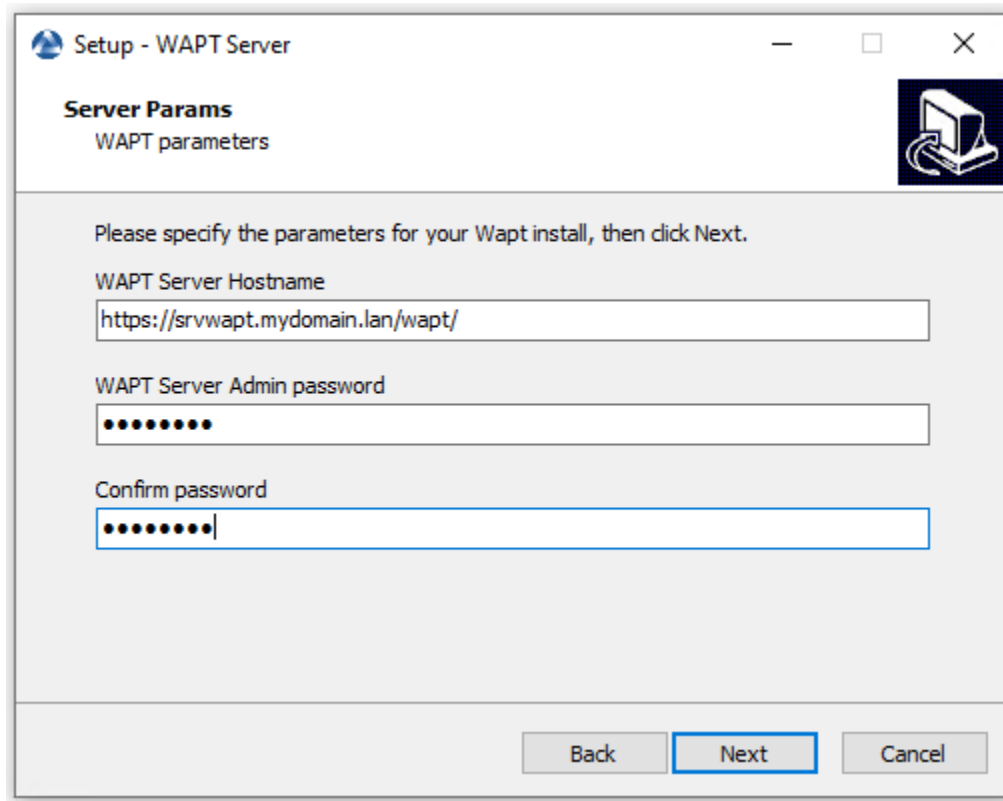 Setup - WAPT Server
Server Params
WAPT parameters
Please specify the parameters for your Wapt install, then click Next.
WAPT Server Hostname
https://srvwapt.mydomain.lan/wapt/
WAPT Server Admin password
••••••••
Confirm password
••••••••
Back Next Cancel